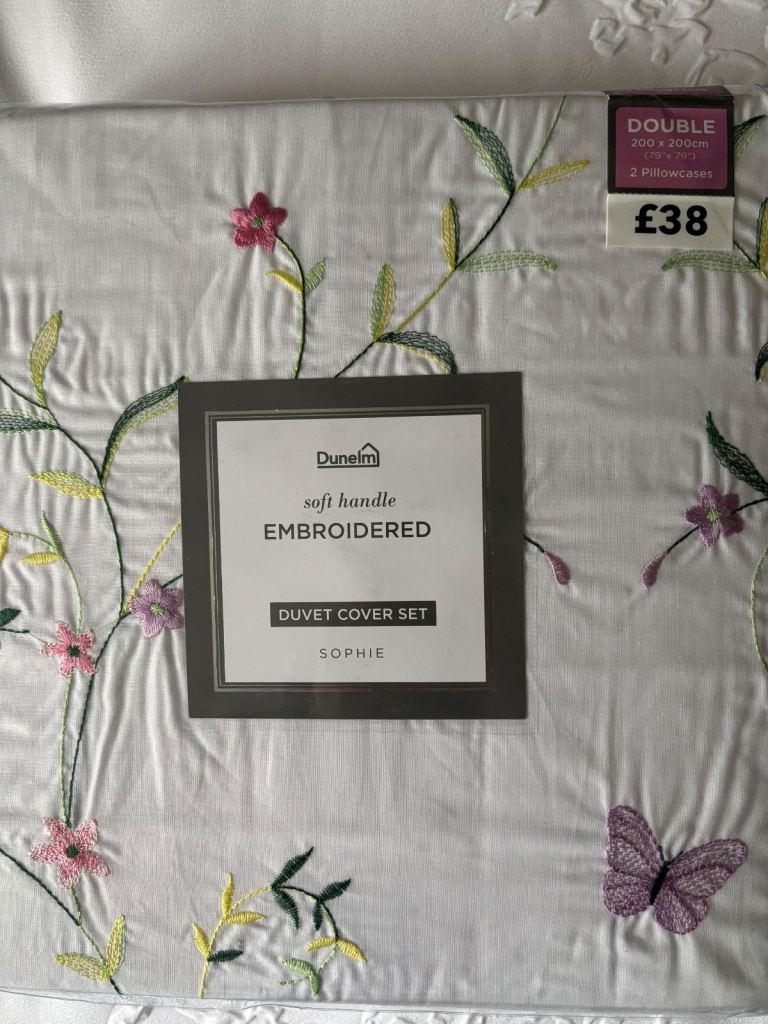 DOUBLE
200 x 200cm
(79"x 79")
2 Pillowcases
£38
Dunelm
soft handle
EMBROIDERED
DUVET COVER SET
SOPHIE